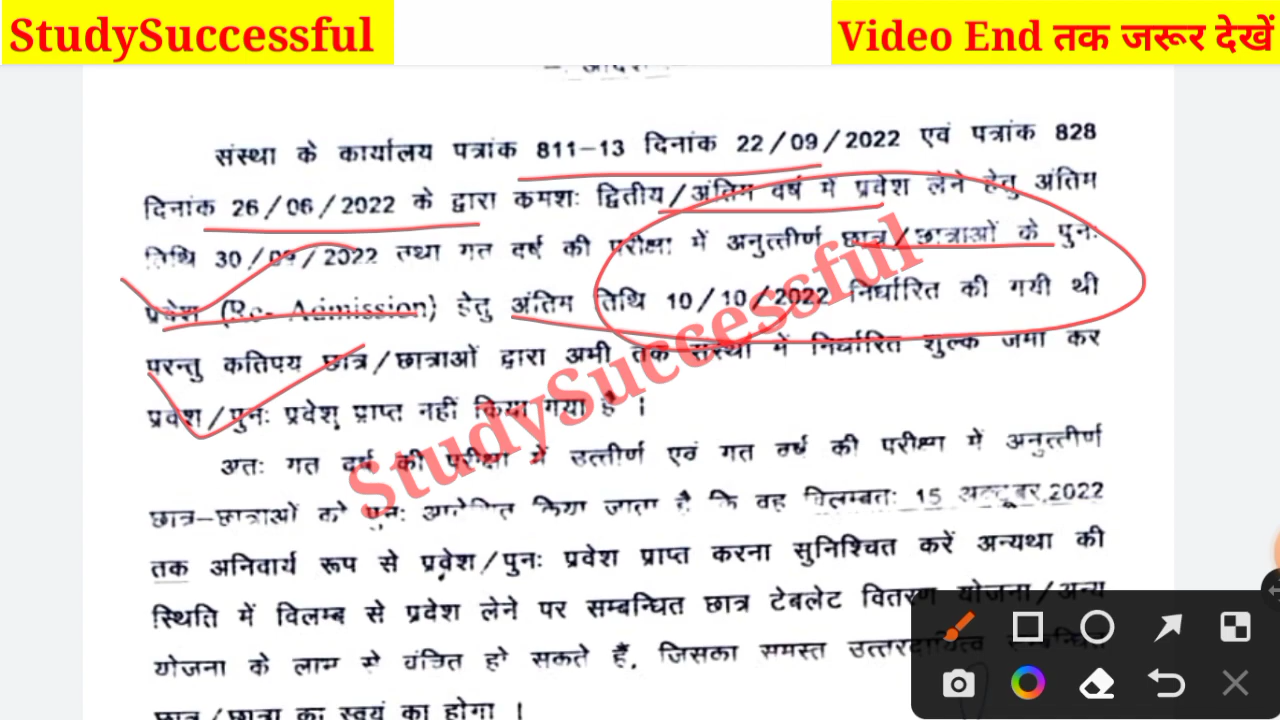 StudySuccessful
Video End तक जरूर देखें
आदेश
संस्था के कार्यालय पत्रांक 811–13 दिनांक 22/09/2022 एवं पत्रांक 828
दिनांक 26/06/2022 के द्वारा कमशः द्वितीय/अंतिम वर्ष में प्रवेश लेने हेतु अंतिम
तिथि 30/09/2022 तथा गत वर्ष की परीक्षा में अनुत्तीर्ण छात्र/छात्राओं के पुनः
प्रवेश (Re- Admission) हेतु अंतिम तिथि 10/10/2022 निर्धारित की गयी थी
परन्तु कतिपय छात्र/छात्राओं द्वारा अभी तक संस्था में निर्धारित शुल्क जमा कर
प्रवेश/पुनः प्रवेश प्राप्त नहीं किया गया है ।
अतः गत वर्ष की परीक्षा में उत्तीर्ण एवं गत वर्ष की परीक्षा में अनुत्तीर्ण
छात्र–छात्राओं को पुनः आदेशित किया जाता है कि वह विलम्बतः 15 अक्टूबर,2022
तक अनिवार्य रूप से प्रवेश/पुनः प्रवेश प्राप्त करना सुनिश्चित करें अन्यथा की
स्थिति में विलम्ब से प्रवेश लेने पर सम्बन्धित छात्र टेबलेट वितरण योजना/अन्य
योजना के लाभ से वंचित हो सकते हैं, जिसका समस्त उत्तरदायित्व सम्बन्धित
छात्र/छात्रा का स्वयं का होगा ।
StudySuccessful